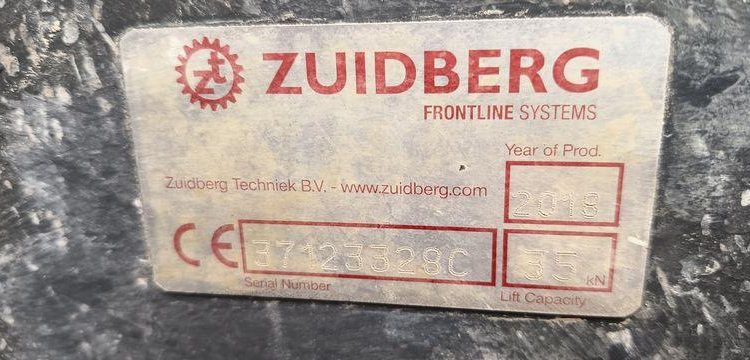 zt ZUIDBERG
FRONTLINE SYSTEMS
Year of Prod.
2018
Zuidberg Techniek B.V. - www.zuidberg.com
CE 37123328C
Serial Number
35 kN
Lift Capacity